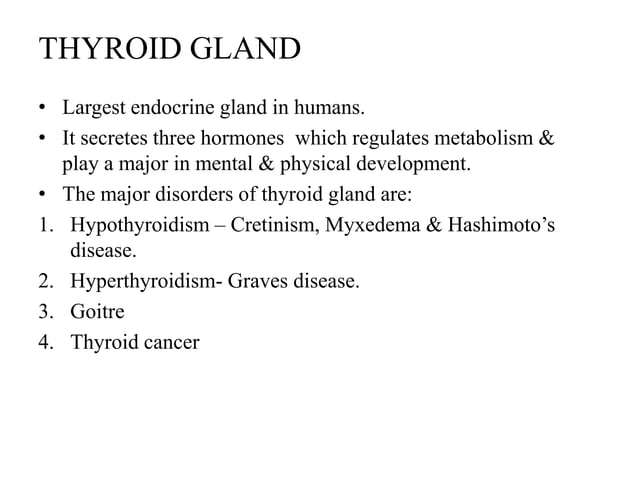 THYROID GLAND
• Largest endocrine gland in humans.
• It secretes three hormones  which regulates metabolism &
play a major in mental & physical development.
• The major disorders of thyroid gland are:
1. Hypothyroidism – Cretinism, Myxedema & Hashimoto’s
disease.
2. Hyperthyroidism- Graves disease.
3. Goitre
4. Thyroid cancer